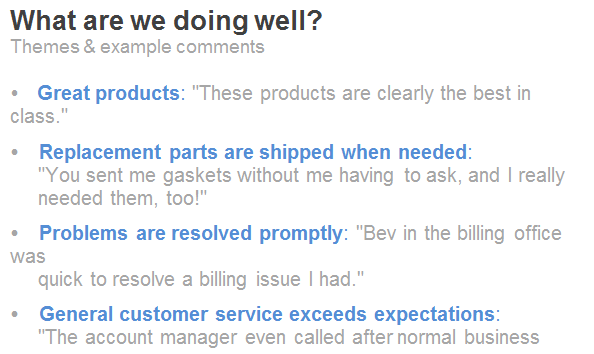 What are we doing well?
Themes & example comments
• Great products: "These products are clearly the best in
class."
• Replacement parts are shipped when needed:
"You sent me gaskets without me having to ask, and I really
needed them, too!"
• Problems are resolved promptly: "Bev in the billing office
was
quick to resolve a billing issue I had."
• General customer service exceeds expectations:
"The account manager even called after normal business